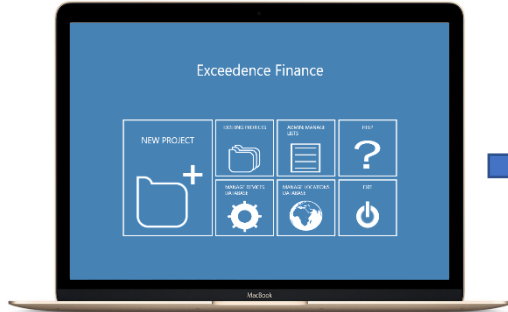 Exceedence Finance
NEW PROJECT
EXISTING PROJECTS
ADMIN: MANAGE
LISTS
HELP
MANAGE DEVICES
DATABASE
MANAGE LOCATIONS
DATABASE
EXIT
MacBook